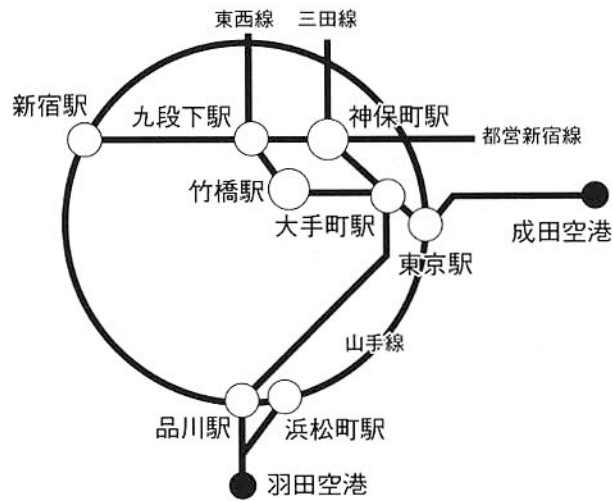 東西線
三田線
新宿駅
九段下駅
神保町駅
都営新宿線
竹橋駅
大手町駅
成田空港
東京駅
山手線
品川駅
浜松町駅
羽田空港